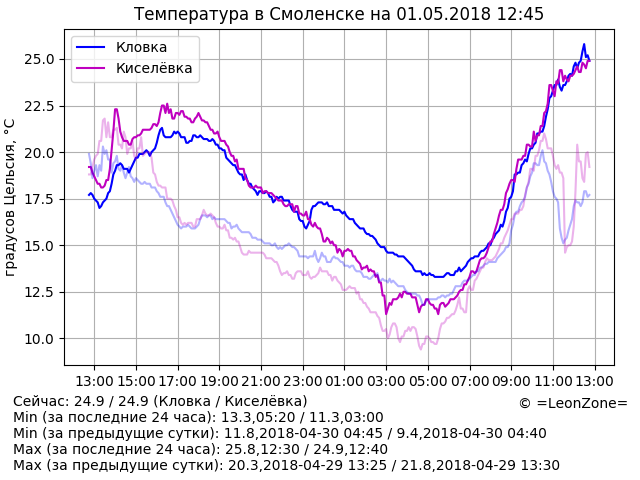 Температура в Смоленске на 01.05.2018 12:45
градусов Цельсия, °C
Кловка
Киселёвка
25.0
22.5
20.0
17.5
15.0
12.5
10.0
13:00 15:00 17:00 19:00 21:00 23:00 01:00 03:00 05:00 07:00 09:00 11:00 13:00
Сейчас: 24.9 / 24.9 (Кловка / Киселёвка)
© =LeonZone=
Min (за последние 24 часа): 13.3,05:20 / 11.3,03:00
Min (за предыдущие сутки): 11.8,2018-04-30 04:45 / 9.4,2018-04-30 04:40
Max (за последние 24 часа): 25.8,12:30 / 24.9,12:40
Max (за предыдущие сутки): 20.3,2018-04-29 13:25 / 21.8,2018-04-29 13:30